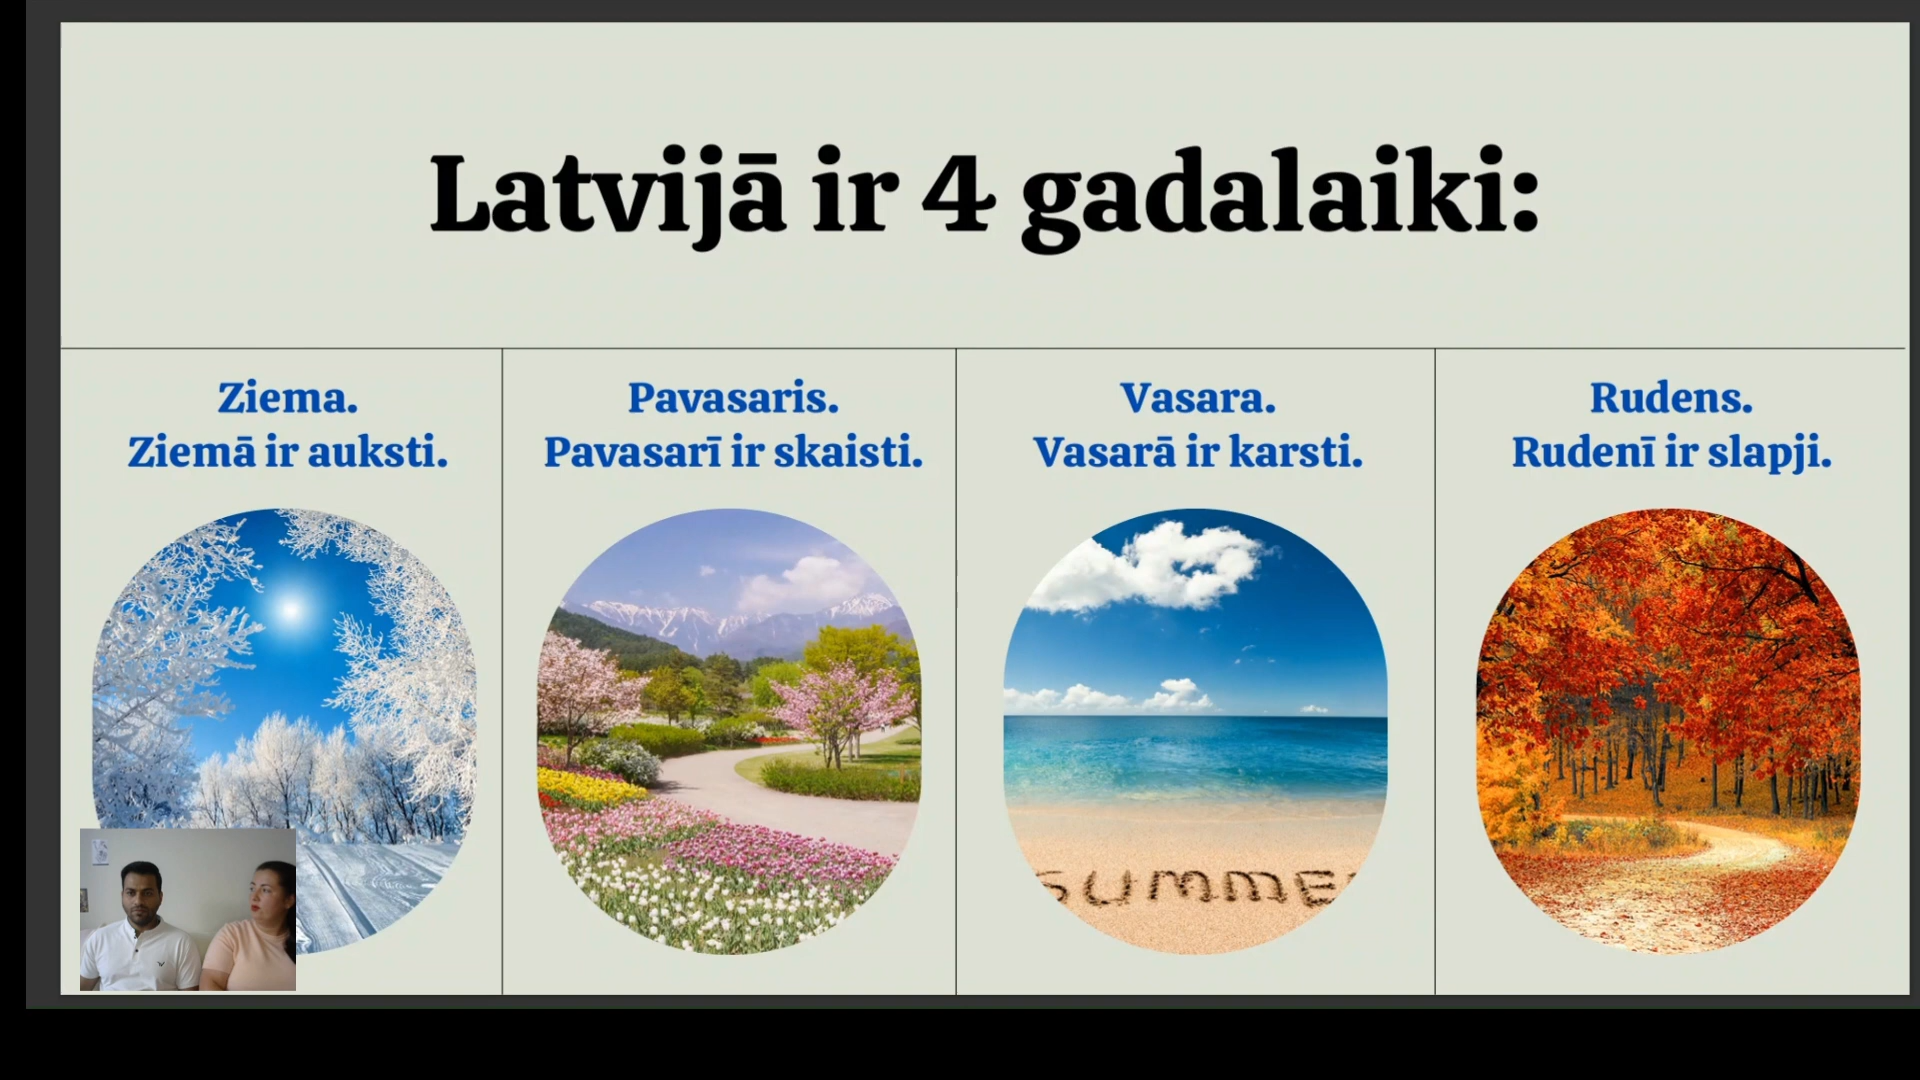 Latvijā ir 4 gadalaiki:
Ziema.
Ziemā ir auksti.
Pavasaris.
Pavasarī ir skaisti.
Vasara.
Vasarā ir karsti.
SUMME
Rudens.
Rudenī ir slapji.